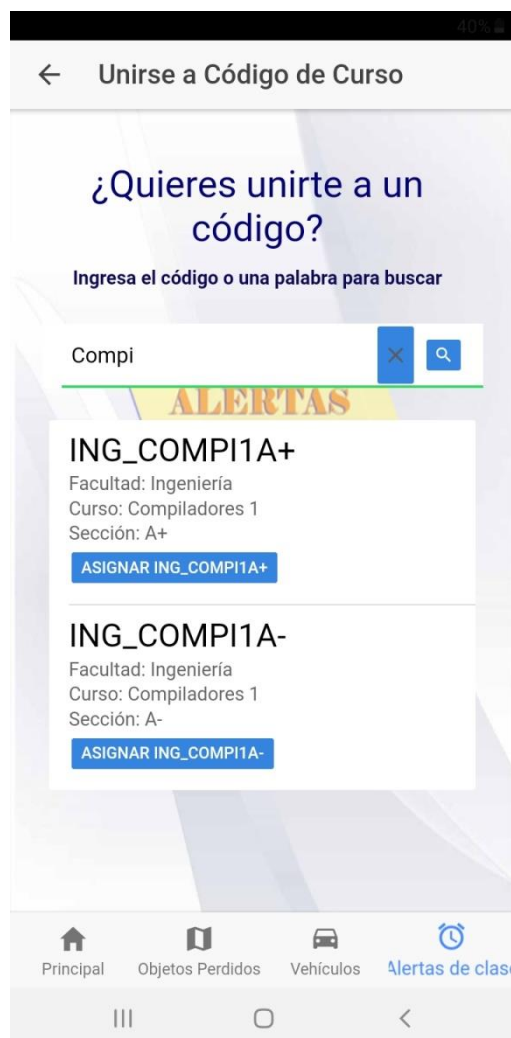 40%
Unirse a Código de Curso
¿Quieres unirte a un
código?
Ingresa el código o una palabra para buscar
Compi
ALERTAS
ING_COMPI1A+
Facultad: Ingeniería
Curso: Compiladores 1
Sección: A+
ASIGNAR ING_COMPI1A+
ING_COMPI1A-
Facultad: Ingeniería
Curso: Compiladores 1
Sección: A-
ASIGNAR ING_COMPI1A-
Principal Objetos Perdidos Vehículos Alertas de clase